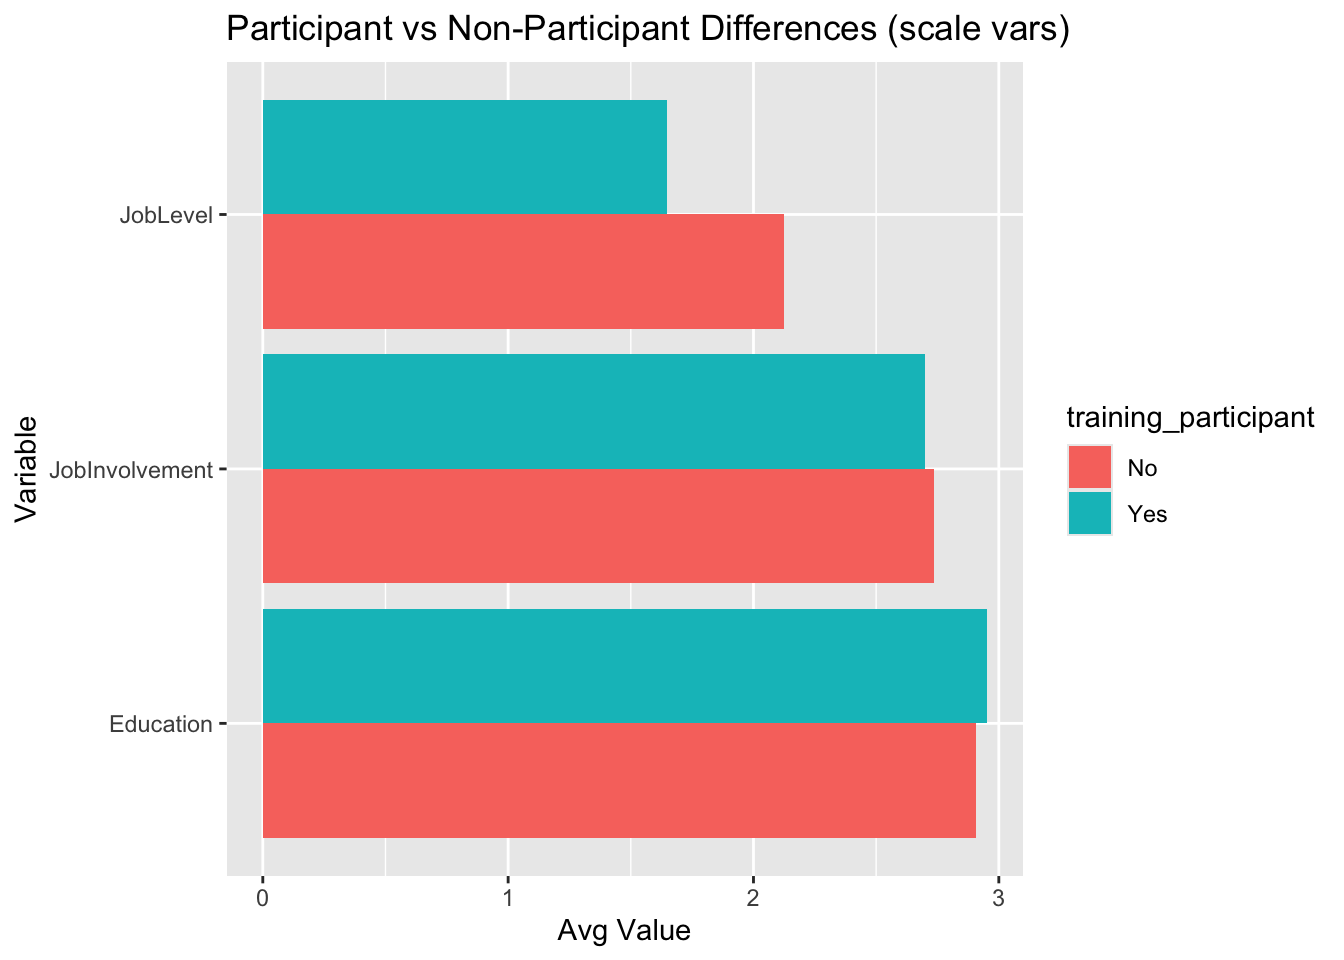 Participant vs Non-Participant Differences (scale vars)
Variable
JobLevel
JobInvolvement
Education
0 1 2 3
Avg Value
training_participant
No
Yes